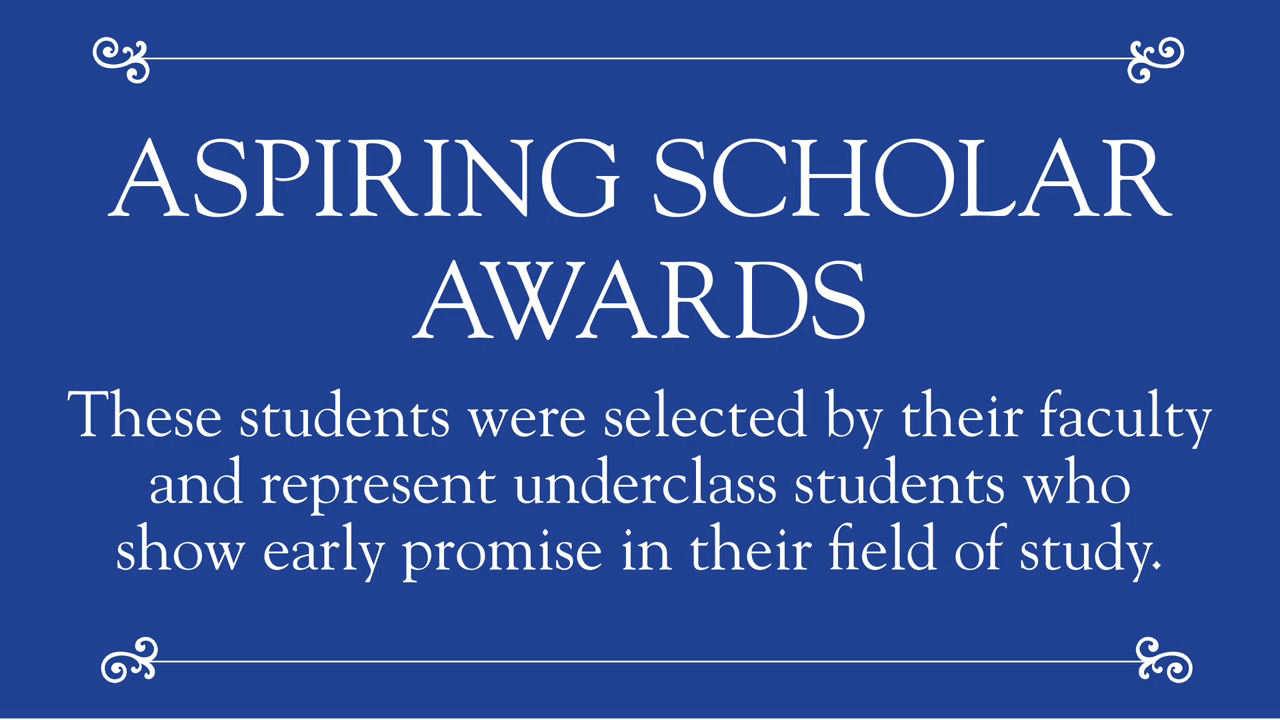 ASPIRING SCHOLAR
AWARDS
These students were selected by their faculty
and represent underclass students who
show early promise in their field of study.